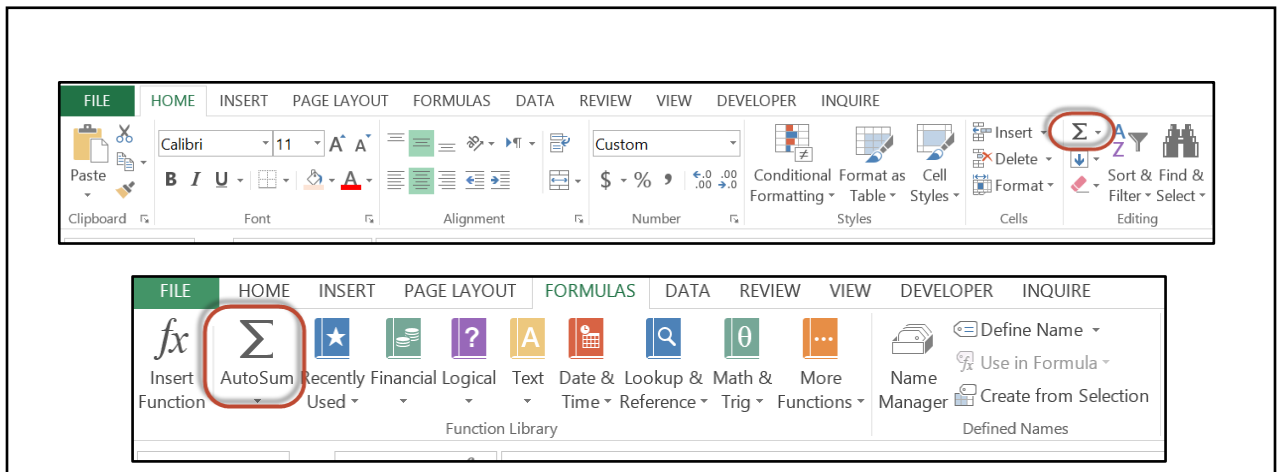 FILE HOME INSERT PAGE LAYOUT FORMULAS DATA REVIEW VIEW DEVELOPER INQUIRE
Calibri 11 A A Custom Insert Σ A
Z
Delete
Paste B I U A $ % .0 .00 Conditional Format as Cell Format Sort & Find &
.00 .0
Formatting Table Styles Filter Select
Clipboard Font Alignment Number Styles Cells Editing
FILE HOME INSERT PAGE LAYOUT FORMULAS DATA REVIEW VIEW DEVELOPER INQUIRE
fx Σ ? A θ ... Define Name
Use in Formula
Insert AutoSum Recently Financial Logical Text Date & Lookup & Math & More Name
Function Used Time Reference Trig Functions Manager Create from Selection
Function Library Defined Names